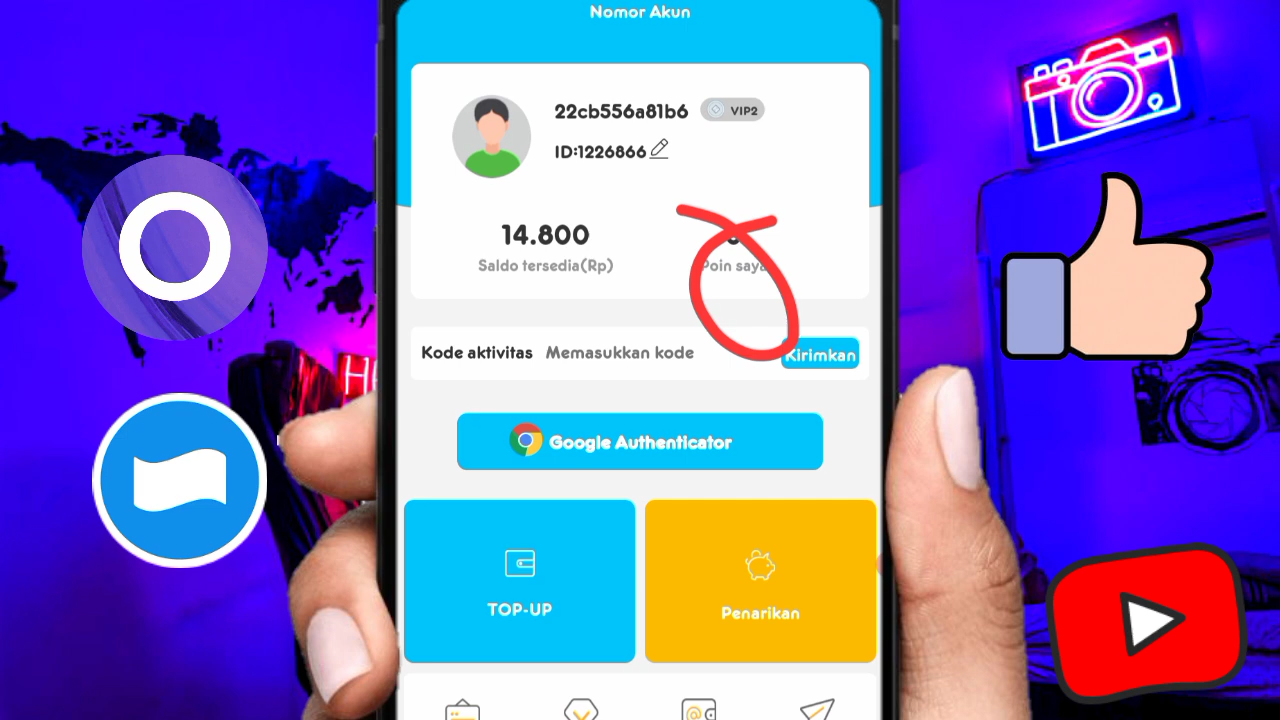 Nomor Akun
22cb556a81b6
VIP2
ID:1226866
14.800
Saldo tersedia(Rp)
Poin saya
Kode aktivitas
Memasukkan kode
Kirimkan
Google Authenticator
TOP-UP
Penarikan